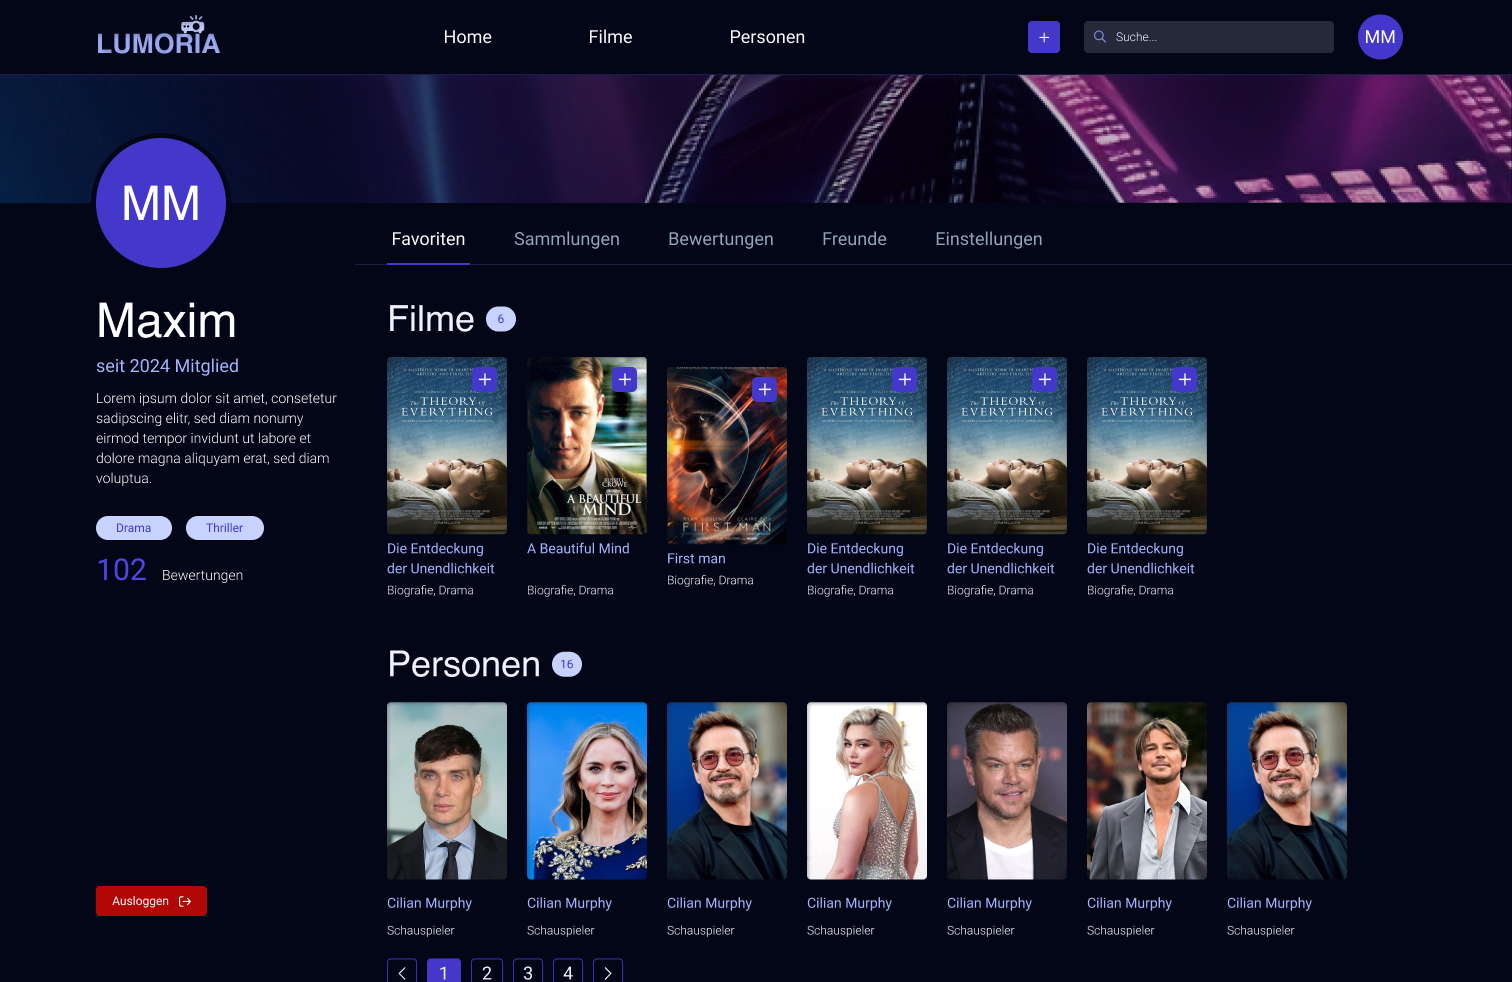 LUMORIA
Home
Filme
Personen
+
Suche...
MM
MM
Maxim
seit 2024 Mitglied
Lorem ipsum dolor sit amet, consetetur
sadipscing elitr, sed diam nonumy
eirmod tempor invidunt ut labore et
dolore magna aliquyam erat, sed diam
voluptua.
Drama
Thriller
102 Bewertungen
Ausloggen
Favoriten
Sammlungen
Bewertungen
Freunde
Einstellungen
Filme 6
The THEORY of
EVERYTHING
Die Entdeckung
der Unendlichkeit
Biografie, Drama
RUSSELL
CROWE
A BEAUTIFUL
MIND
A Beautiful Mind
Biografie, Drama
FIRST MAN
First man
Biografie, Drama
The THEORY of
EVERYTHING
Die Entdeckung
der Unendlichkeit
Biografie, Drama
The THEORY of
EVERYTHING
Die Entdeckung
der Unendlichkeit
Biografie, Drama
The THEORY of
EVERYTHING
Die Entdeckung
der Unendlichkeit
Biografie, Drama
Personen 16
Cilian Murphy
Schauspieler
Cilian Murphy
Schauspieler
Cilian Murphy
Schauspieler
Cilian Murphy
Schauspieler
Cilian Murphy
Schauspieler
Cilian Murphy
Schauspieler
Cilian Murphy
Schauspieler
1 2 3 4